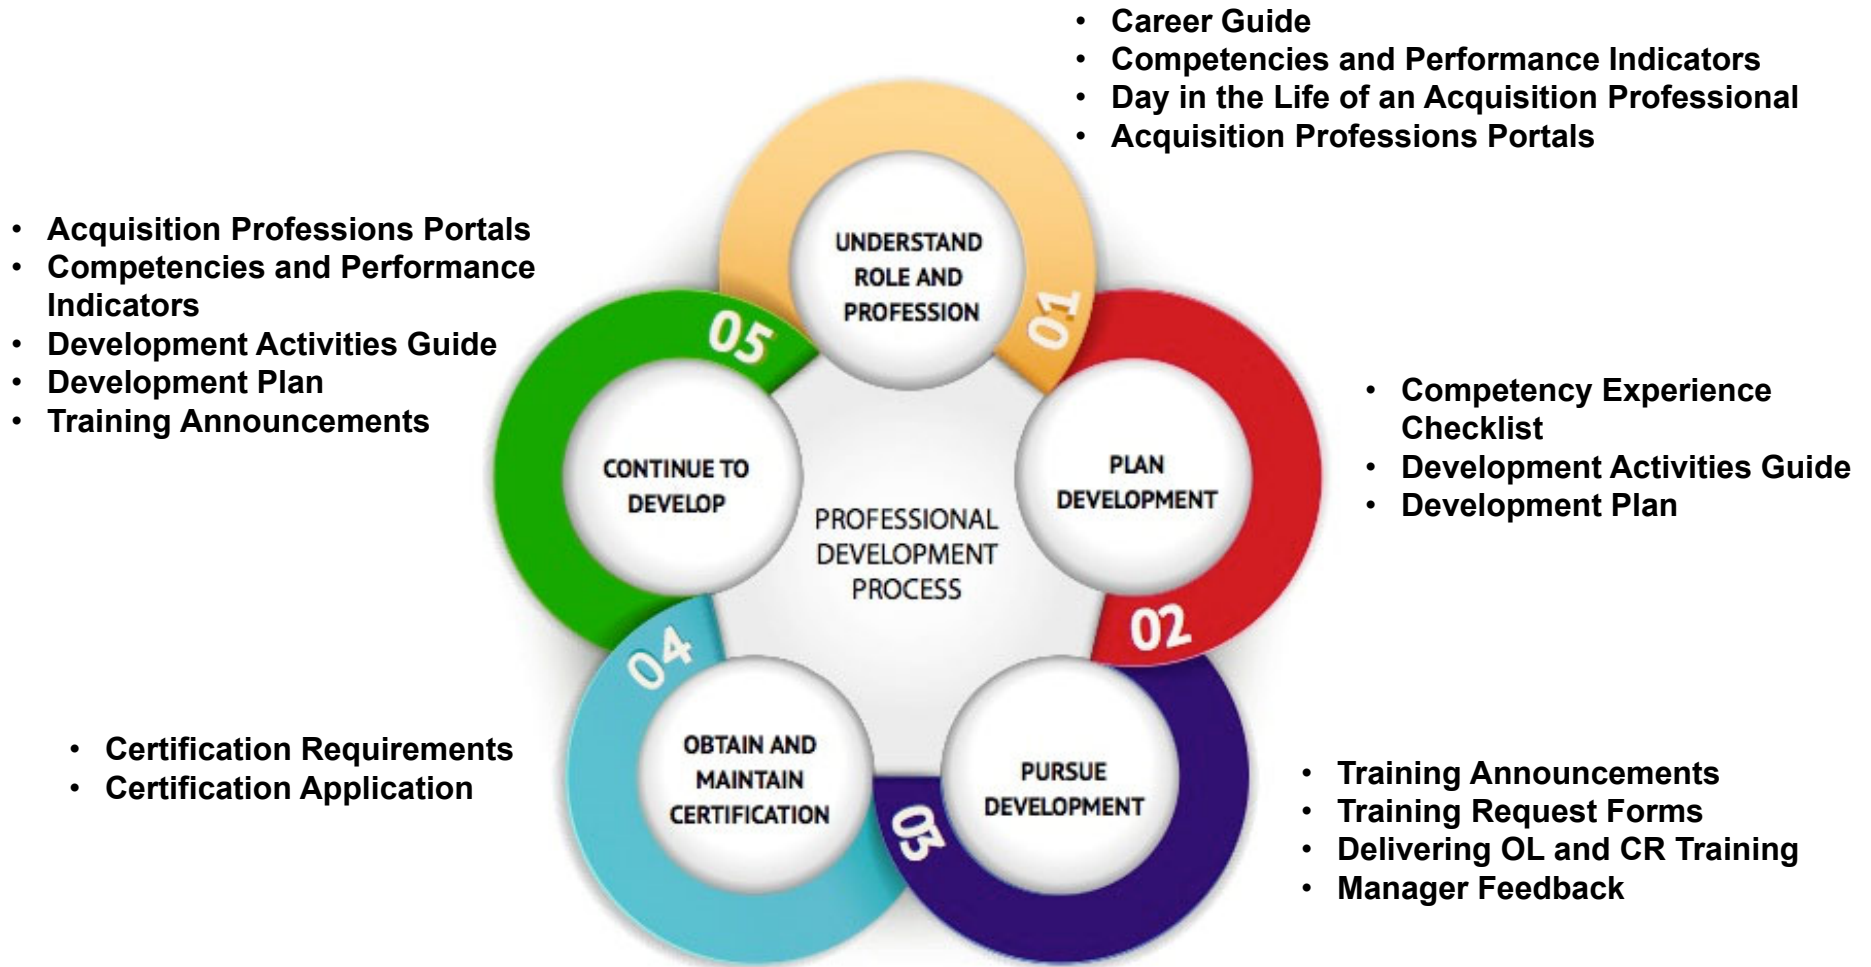 • Career Guide
• Competencies and Performance Indicators
• Day in the Life of an Acquisition Professional
• Acquisition Professions Portals
UNDERSTAND
ROLE AND
PROFESSION
01
PLAN
DEVELOPMENT
02
• Competency Experience
Checklist
• Development Activities Guide
• Development Plan
PURSUE
DEVELOPMENT
03
• Training Announcements
• Training Request Forms
• Delivering OL and CR Training
• Manager Feedback
OBTAIN AND
MAINTAIN
CERTIFICATION
04
• Certification Requirements
• Certification Application
CONTINUE TO
DEVELOP
05
• Acquisition Professions Portals
• Competencies and Performance
Indicators
• Development Activities Guide
• Development Plan
• Training Announcements
PROFESSIONAL
DEVELOPMENT
PROCESS